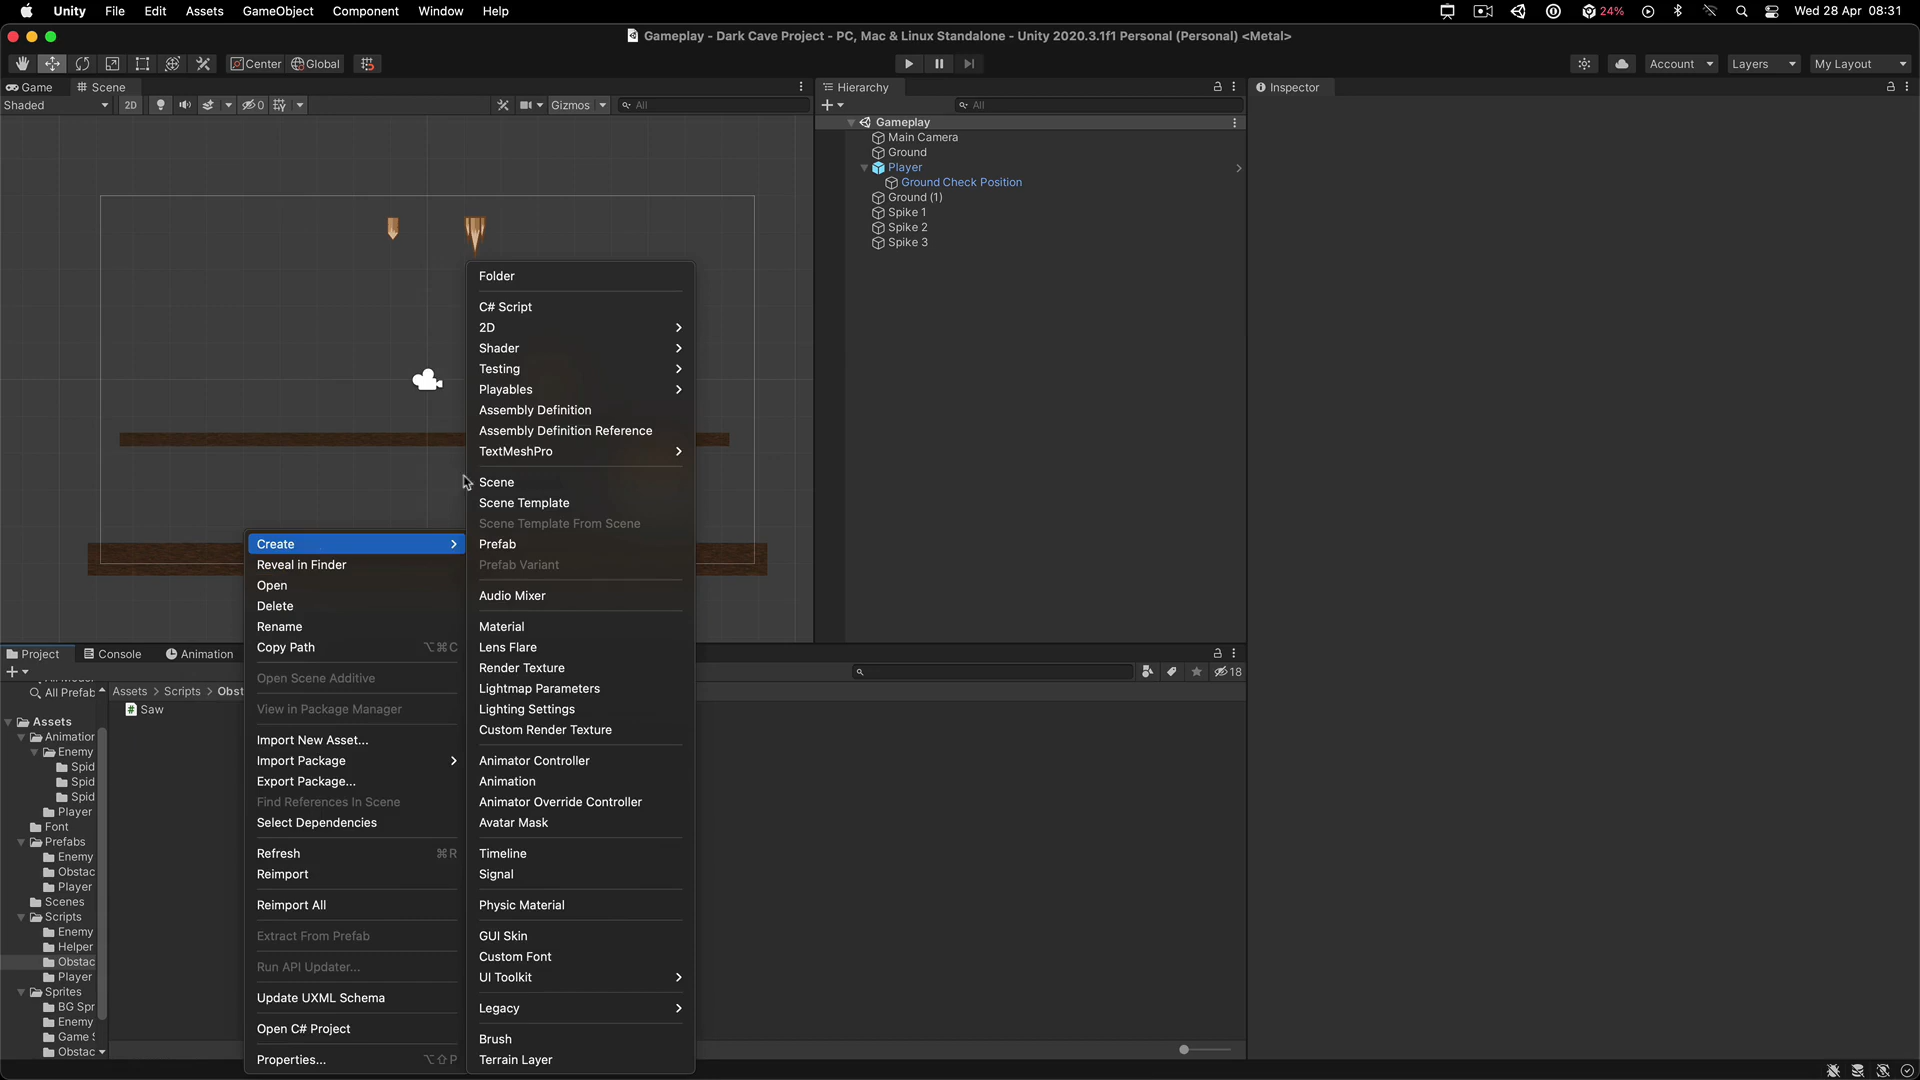 Unity File Edit Assets GameObject Component Window Help
24% Wed 28 Apr 08:31
Gameplay - Dark Cave Project - PC, Mac & Linux Standalone - Unity 2020.3.1f1 Personal (Personal) <Metal>
Center Global Account Layers My Layout
Game Scene
Shaded 2D 0 Gizmos All
Hierarchy
All
Gameplay
Main Camera
Ground
Player
Ground Check Position
Ground (1)
Spike 1
Spike 2
Spike 3
Inspector
Folder
C# Script
2D
Shader
Testing
Playables
Assembly Definition
Assembly Definition Reference
TextMeshPro
Scene
Scene Template
Scene Template From Scene
Prefab
Prefab Variant
Audio Mixer
Material
Lens Flare
Render Texture
Lightmap Parameters
Lighting Settings
Custom Render Texture
Animator Controller
Animation
Animator Override Controller
Avatar Mask
Timeline
Signal
Physic Material
GUI Skin
Custom Font
UI Toolkit
Legacy
Brush
Terrain Layer
Create
Reveal in Finder
Open
Delete
Rename
Copy Path ⌥⌘C
Open Scene Additive
View in Package Manager
Import New Asset...
Import Package
Export Package...
Find References In Scene
Select Dependencies
Refresh ⌘R
Reimport
Reimport All
Extract From Prefab
Run API Updater...
Update UXML Schema
Open C# Project
Properties... ⌥⇧P
Project Console Animation
18
All Prefab
Assets > Scripts > Obst
Saw
Assets
Animation
Enemy
Spid
Spid
Spid
Player
Font
Prefabs
Enemy
Obstac
Player
Scenes
Scripts
Enemy
Helper
Obstac
Player
Sprites
BG Spr
Enemy
Game S
Obstac